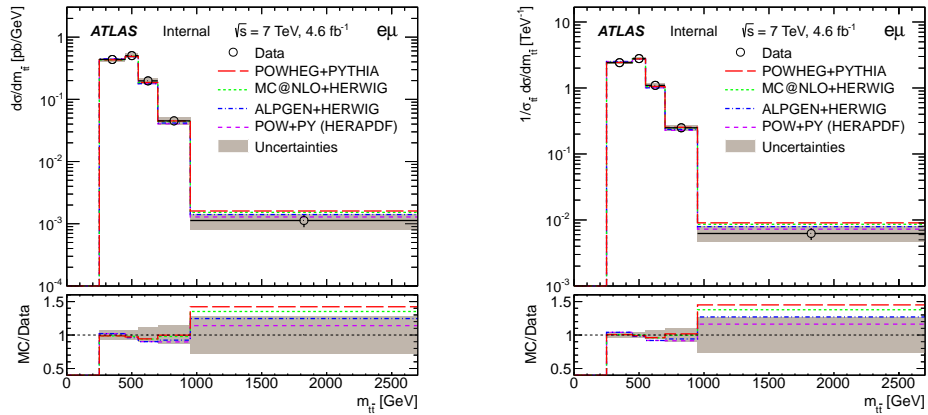 ATLAS Internal √s = 7 TeV, 4.6 fb⁻¹ eμ
Data
POWHEG+PYTHIA
MC@NLO+HERWIG
ALPGEN+HERWIG
POW+PY (HERAPDF)
Uncertainties
dσ/dm_tt̄ [pb/GeV]
1
10⁻¹
10⁻²
10⁻³
10⁻⁴
MC/Data
1.5
1
0.5
0 500 1000 1500 2000 2500
m_tt̄ [GeV]
ATLAS Internal √s = 7 TeV, 4.6 fb⁻¹ eμ
Data
POWHEG+PYTHIA
MC@NLO+HERWIG
ALPGEN+HERWIG
POW+PY (HERAPDF)
Uncertainties
1/σ_tt̄ dσ/dm_tt̄ [TeV⁻¹]
10
1
10⁻¹
10⁻²
10⁻³
MC/Data
1.5
1
0.5
0 500 1000 1500 2000 2500
m_tt̄ [GeV]